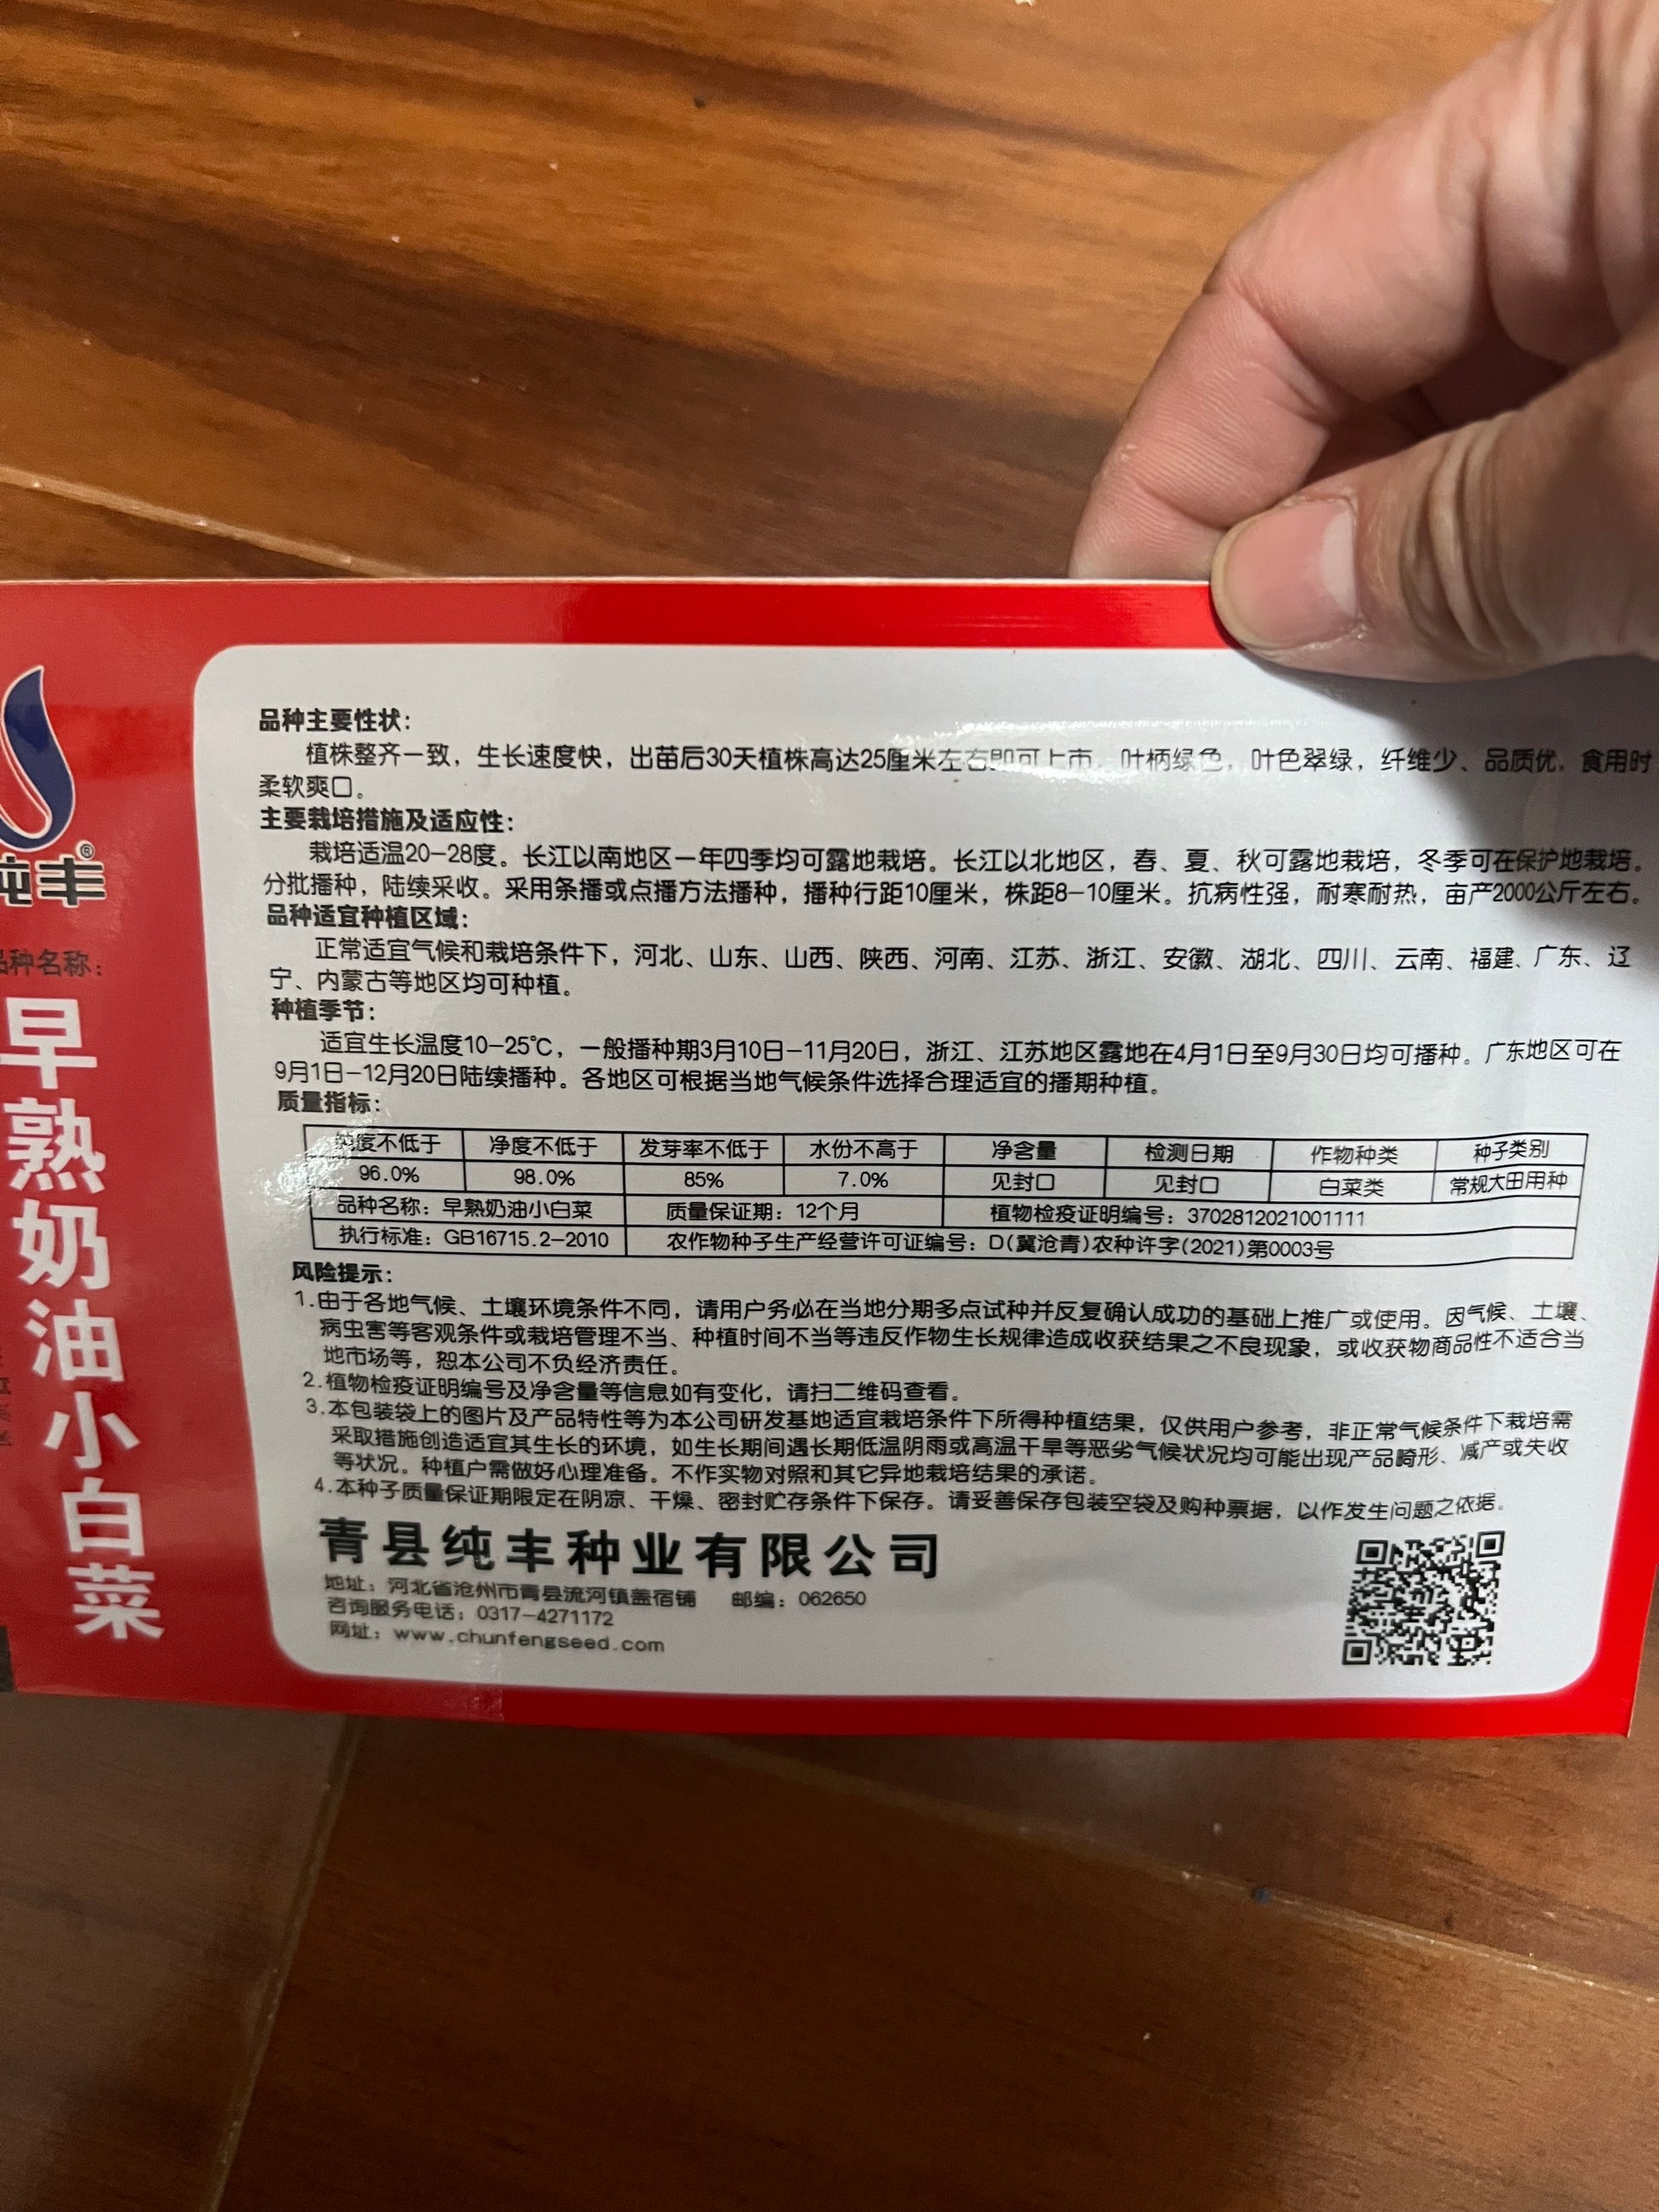 纯丰®
品种名称：
早熟奶油小白菜
品种主要性状：
植株整齐一致，生长速度快，出苗后30天植株高达25厘米左右即可上市，叶柄绿色，叶色翠绿，纤维少、品质优，食用时
柔软爽口。
主要栽培措施及适应性：
栽培适温20-28度。长江以南地区一年四季均可露地栽培。长江以北地区，春、夏、秋可露地栽培，冬季可在保护地栽培。
分批播种，陆续采收。采用条播或点播方法播种，播种行距10厘米，株距8-10厘米。抗病性强，耐寒耐热，亩产2000公斤左右。
品种适宜种植区域：
正常适宜气候和栽培条件下，河北、山东、山西、陕西、河南、江苏、浙江、安徽、湖北、四川、云南、福建、广东、辽
宁、内蒙古等地区均可种植。
种植季节：
适宜生长温度10-25℃，一般播种期3月10日-11月20日，浙江、江苏地区露地在4月1日至9月30日均可播种。广东地区可在
9月1日-12月20日陆续播种。各地区可根据当地气候条件选择合理适宜的播期种植。
质量指标：
纯度不低于 净度不低于 发芽率不低于 水份不高于 净含量 检测日期 作物种类 种子类别
96.0% 98.0% 85% 7.0% 见封口 见封口 白菜类 常规大田用种
品种名称：早熟奶油小白菜 质量保证期：12个月 植物检疫证明编号：3702812021001111
执行标准：GB16715.2-2010 农作物种子生产经营许可证编号：D(冀沧青)农种许字(2021)第0003号
风险提示：
1.由于各地气候、土壤环境条件不同，请用户务必在当地分期多点试种并反复确认成功的基础上推广或使用。因气候、土壤、
病虫害等客观条件或栽培管理不当、种植时间不当等违反作物生长规律造成收获结果之不良现象，或收获物商品性不适合当
地市场等，恕本公司不负经济责任。
2.植物检疫证明编号及净含量等信息如有变化，请扫二维码查看。
3.本包装袋上的图片及产品特性等为本公司研发基地适宜栽培条件下所得种植结果，仅供用户参考，非正常气候条件下栽培需
采取措施创造适宜其生长的环境，如生长期间遇长期低温阴雨或高温干旱等恶劣气候状况均可能出现产品畸形、减产或失收
等状况。种植户需做好心理准备。不作实物对照和其它异地栽培结果的承诺。
4.本种子质量保证期限定在阴凉、干燥、密封贮存条件下保存。请妥善保存包装空袋及购种票据，以作发生问题之依据。
青县纯丰种业有限公司
地址：河北省沧州市青县流河镇盖宿铺 邮编：062650
咨询服务电话：0317-4271172
网址：www.chunfengseed.com